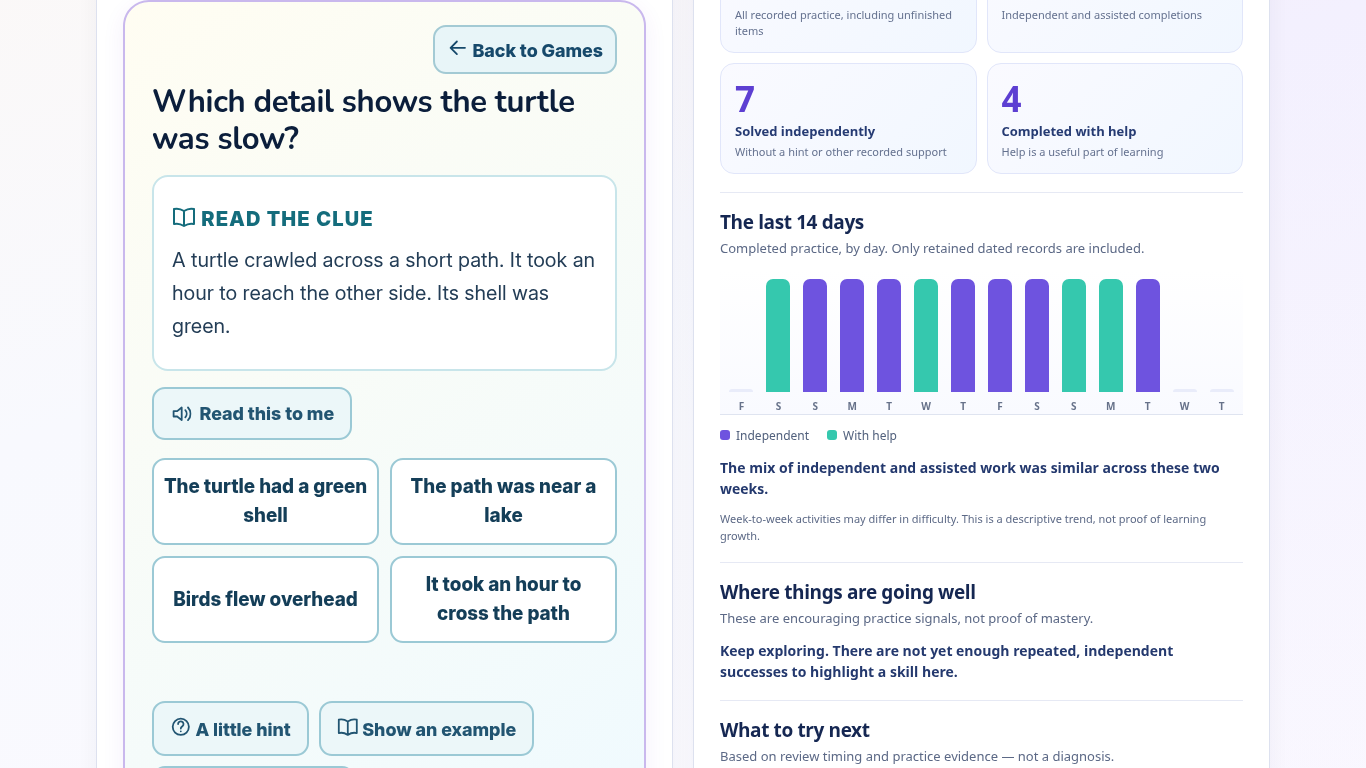 Back to Games
Which detail shows the turtle
was slow?
READ THE CLUE
A turtle crawled across a short path. It took an
hour to reach the other side. Its shell was
green.
Read this to me
The turtle had a green
shell
The path was near a
lake
Birds flew overhead
It took an hour to
cross the path
A little hint
Show an example
All recorded practice, including unfinished
items
Independent and assisted completions
7
Solved independently
Without a hint or other recorded support
4
Completed with help
Help is a useful part of learning
The last 14 days
Completed practice, by day. Only retained dated records are included.
F S S M T W T F S S M T W T
Independent With help
The mix of independent and assisted work was similar across these two
weeks.
Week-to-week activities may differ in difficulty. This is a descriptive trend, not proof of learning
growth.
Where things are going well
These are encouraging practice signals, not proof of mastery.
Keep exploring. There are not yet enough repeated, independent
successes to highlight a skill here.
What to try next
Based on review timing and practice evidence — not a diagnosis.